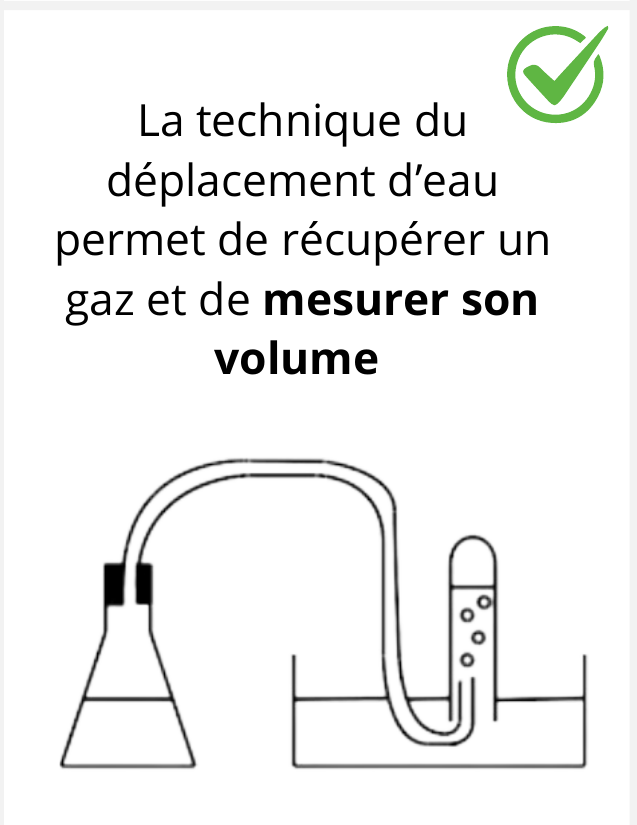 La technique du
déplacement d’eau
permet de récupérer un
gaz et de mesurer son
volume